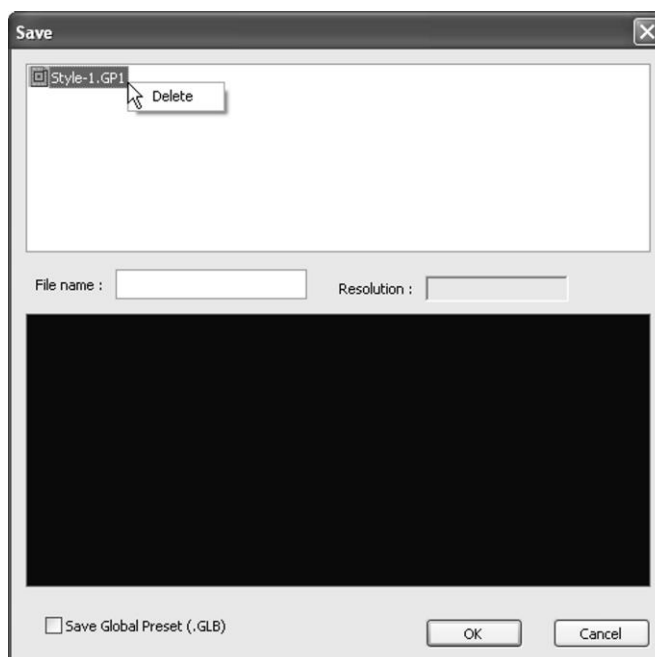 Save
Style-1.GP1
Delete
File name :
Resolution :
Save Global Preset (.GLB)
OK
Cancel